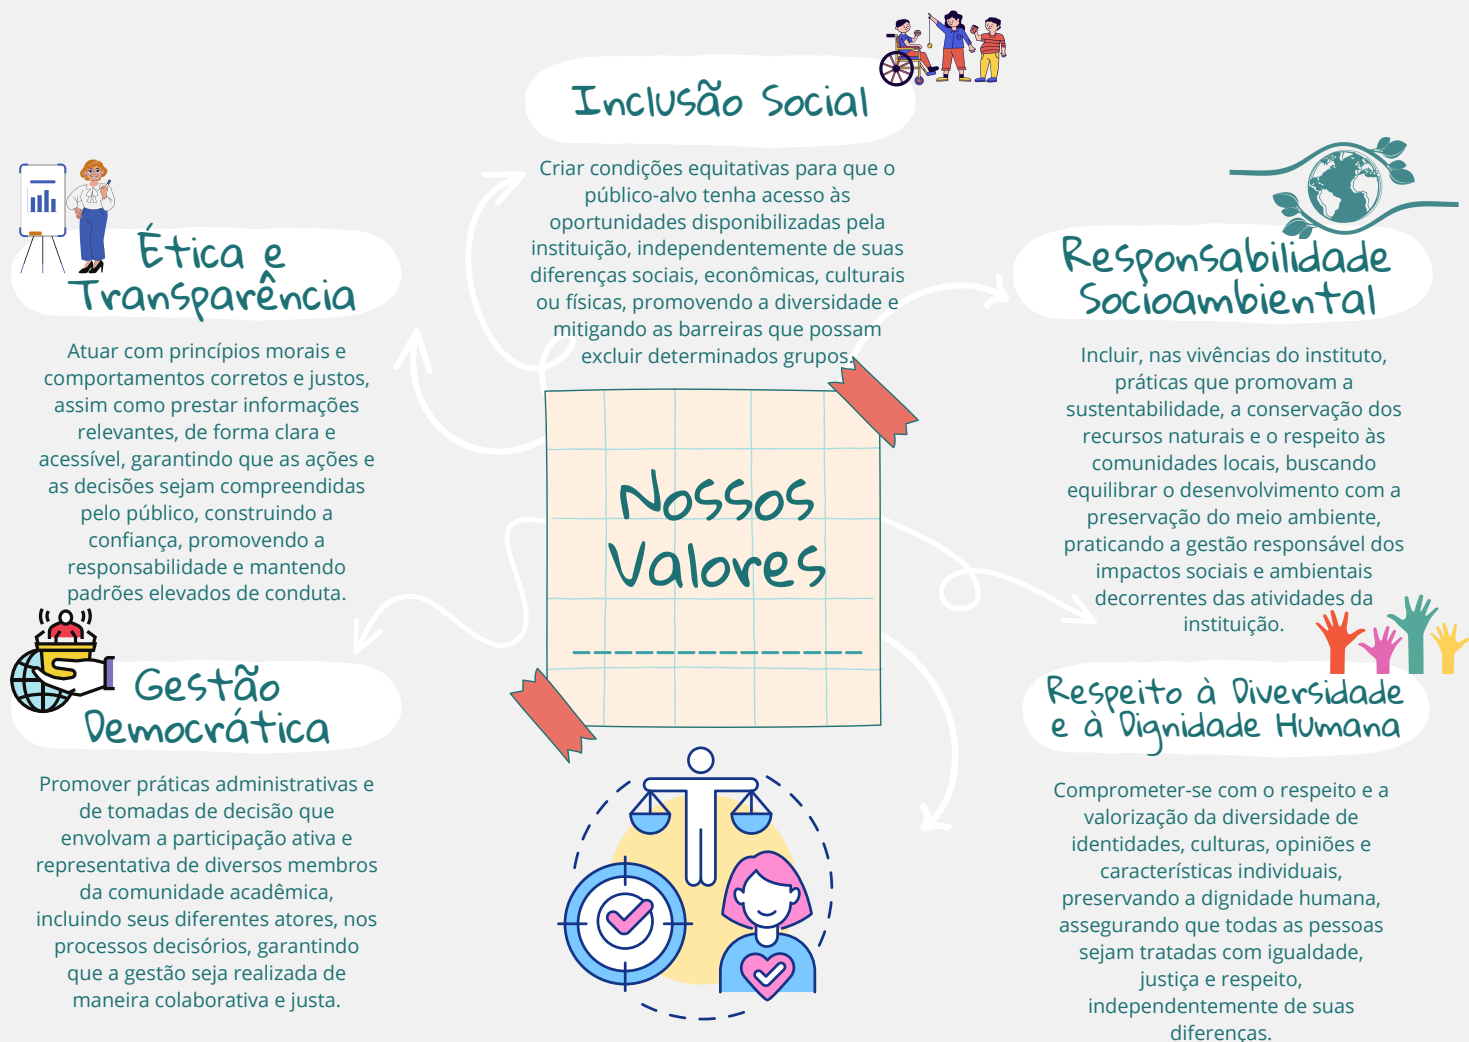 Inclusão Social
Criar condições equitativas para que o
público-alvo tenha acesso às
oportunidades disponibilizadas pela
instituição, independentemente de suas
diferenças sociais, econômicas, culturais
ou físicas, promovendo a diversidade e
mitigando as barreiras que possam
excluir determinados grupos.
Ética e
Transparência
Atuar com princípios morais e
comportamentos corretos e justos,
assim como prestar informações
relevantes, de forma clara e
acessível, garantindo que as ações e
as decisões sejam compreendidas
pelo público, construindo a
confiança, promovendo a
responsabilidade e mantendo
padrões elevados de conduta.
Responsabilidade
Socioambiental
Incluir, nas vivências do instituto,
práticas que promovam a
sustentabilidade, a conservação dos
recursos naturais e o respeito às
comunidades locais, buscando
equilibrar o desenvolvimento com a
preservação do meio ambiente,
praticando a gestão responsável dos
impactos sociais e ambientais
decorrentes das atividades da
instituição.
Nossos
Valores
Gestão
Democrática
Promover práticas administrativas e
de tomadas de decisão que
envolvam a participação ativa e
representativa de diversos membros
da comunidade acadêmica,
incluindo seus diferentes atores, nos
processos decisórios, garantindo
que a gestão seja realizada de
maneira colaborativa e justa.
Respeito à Diversidade
e à Dignidade Humana
Comprometer-se com o respeito e a
valorização da diversidade de
identidades, culturas, opiniões e
características individuais,
preservando a dignidade humana,
assegurando que todas as pessoas
sejam tratadas com igualdade,
justiça e respeito,
independentemente de suas
diferenças.